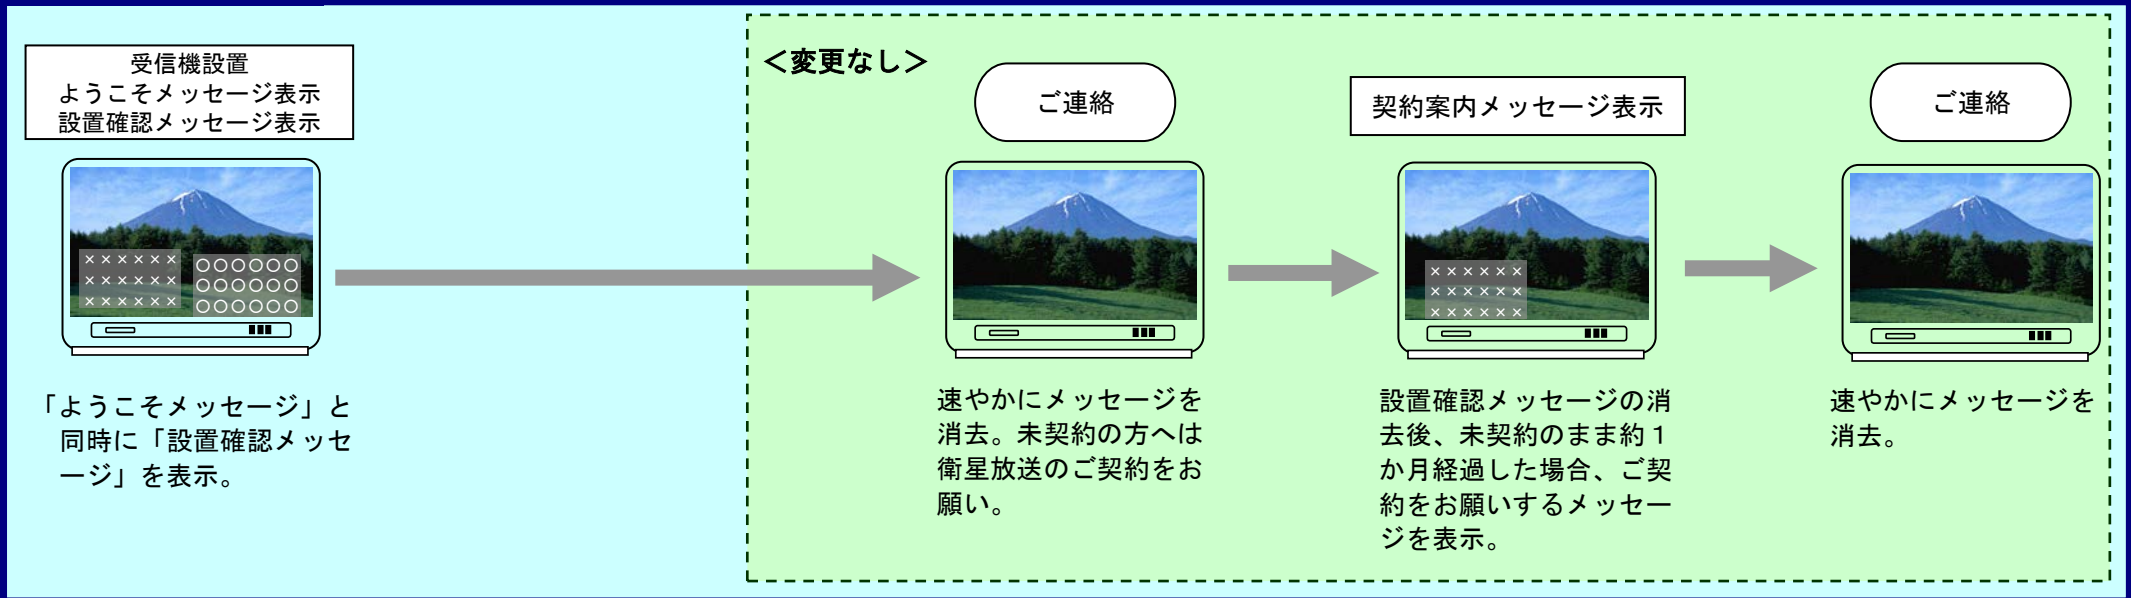 受信機設置
ようこそメッセージ表示
設置確認メッセージ表示
××××××
××××××
××××××
○○○○○○
○○○○○○
○○○○○○
「ようこそメッセージ」と
同時に「設置確認メッセ
ージ」を表示。
＜変更なし＞
ご連絡
速やかにメッセージを
消去。未契約の方へは
衛星放送のご契約をお
願い。
契約案内メッセージ表示
××××××
××××××
××××××
設置確認メッセージの消
去後、未契約のまま約１
か月経過した場合、ご契
約をお願いするメッセー
ジを表示。
ご連絡
速やかにメッセージを
消去。